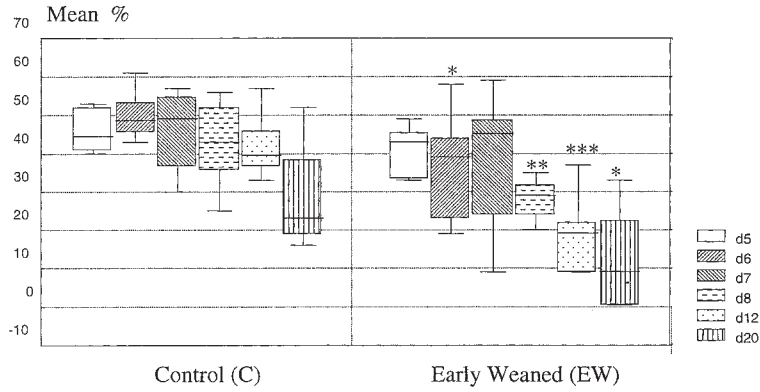 Mean %
70
60
50
40
30
20
10
0
-10
*
**
***
*
d5
d6
d7
d8
d12
d20
Control (C)
Early Weaned (EW)